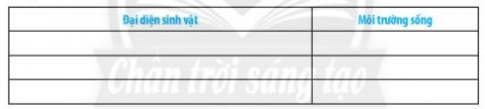 Đại diện sinh vật Môi trường sống
Chân trời sáng tạo